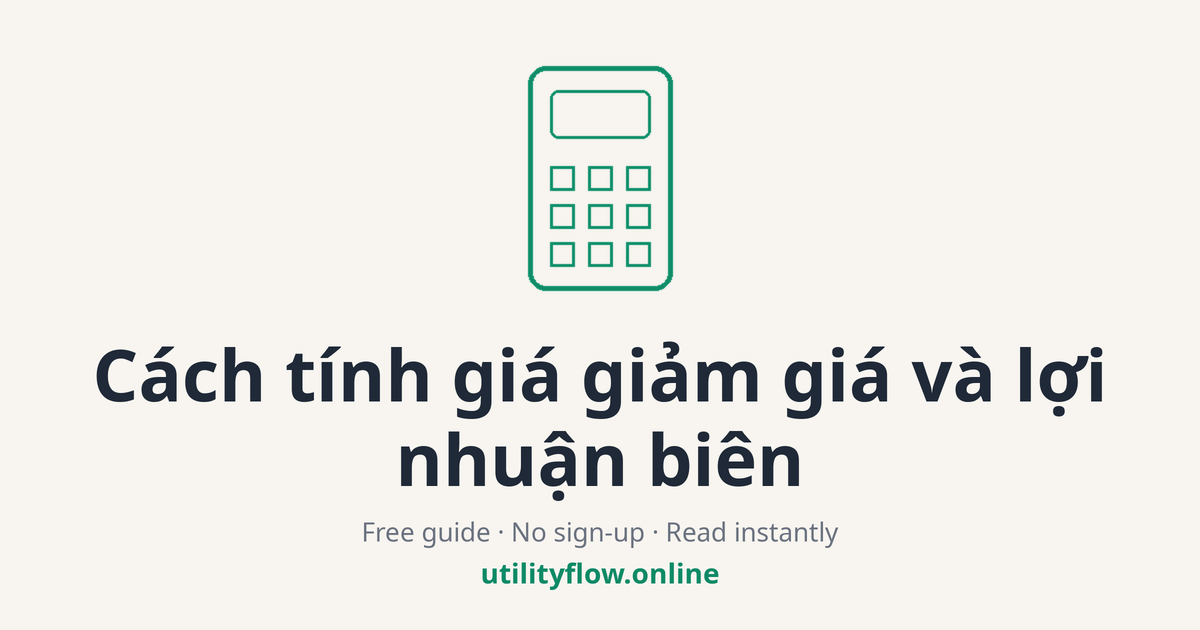 Cách tính giá giảm giá và lợi
nhuận biên
Free guide · No sign-up · Read instantly
utilityflow.online